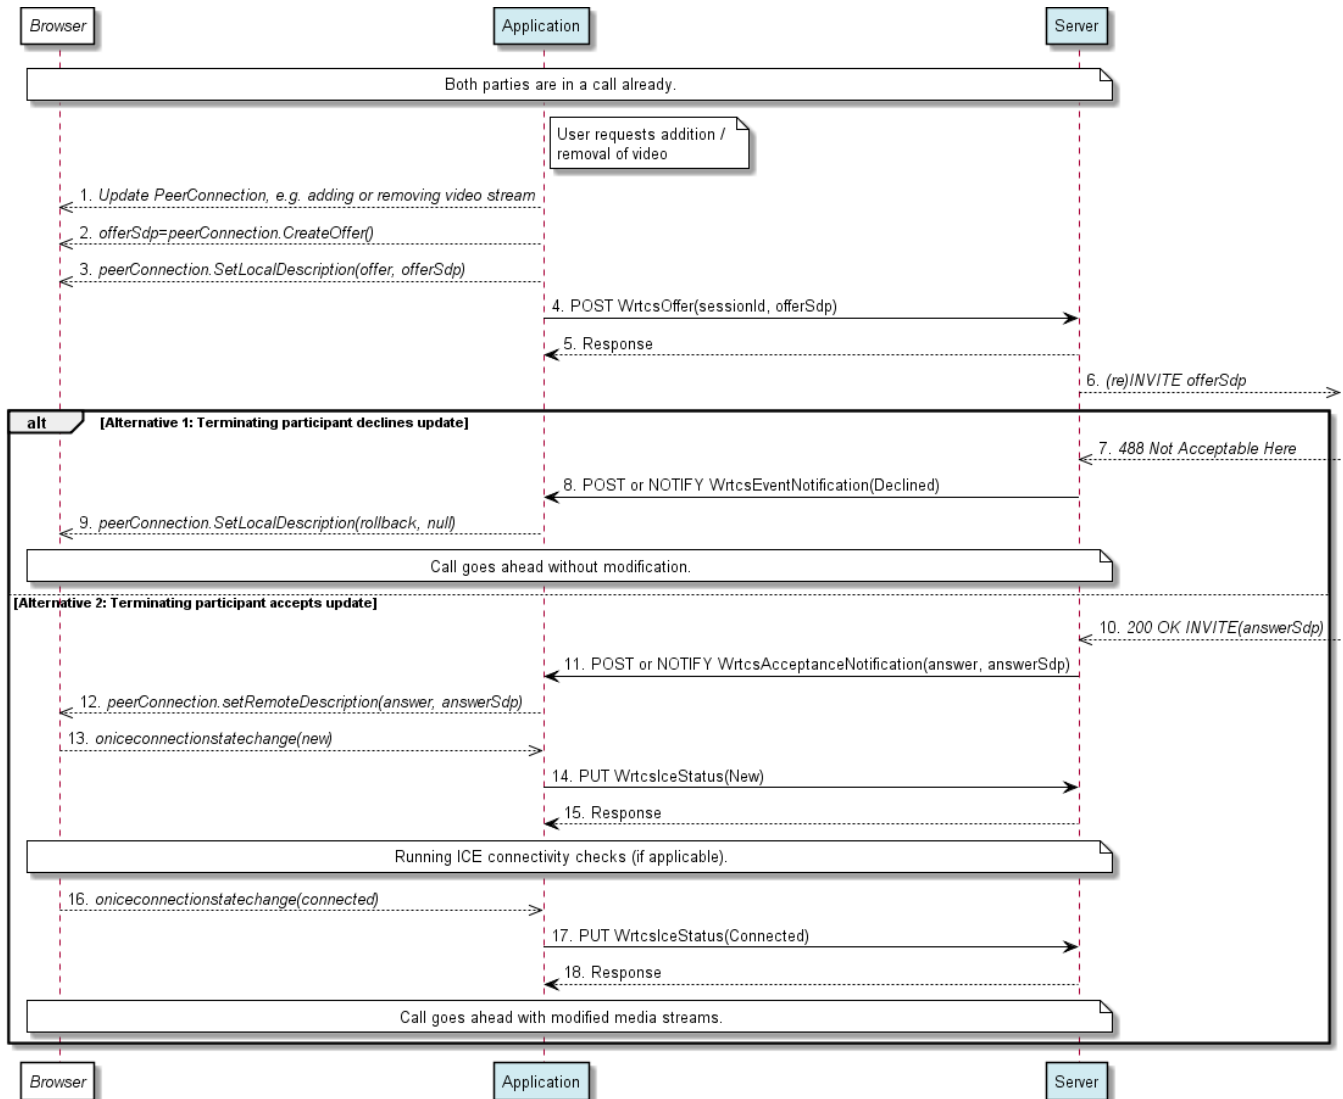 Browser
Application
Server
Both parties are in a call already.
User requests addition /
removal of video
1. Update PeerConnection, e.g. adding or removing video stream
2. offerSdp=peerConnection.CreateOffer()
3. peerConnection.SetLocalDescription(offer, offerSdp)
4. POST WrtcsOffer(sessionId, offerSdp)
5. Response
6. (re)INVITE offerSdp
alt
[Alternative 1: Terminating participant declines update]
7. 488 Not Acceptable Here
8. POST or NOTIFY WrtcsEventNotification(Declined)
9. peerConnection.SetLocalDescription(rollback, null)
Call goes ahead without modification.
[Alternative 2: Terminating participant accepts update]
10. 200 OK INVITE(answerSdp)
11. POST or NOTIFY WrtcsAcceptanceNotification(answer, answerSdp)
12. peerConnection.setRemoteDescription(answer, answerSdp)
13. oniceconnectionstatechange(new)
14. PUT WrtcsIceStatus(New)
15. Response
Running ICE connectivity checks (if applicable).
16. oniceconnectionstatechange(connected)
17. PUT WrtcsIceStatus(Connected)
18. Response
Call goes ahead with modified media streams.
Browser
Application
Server